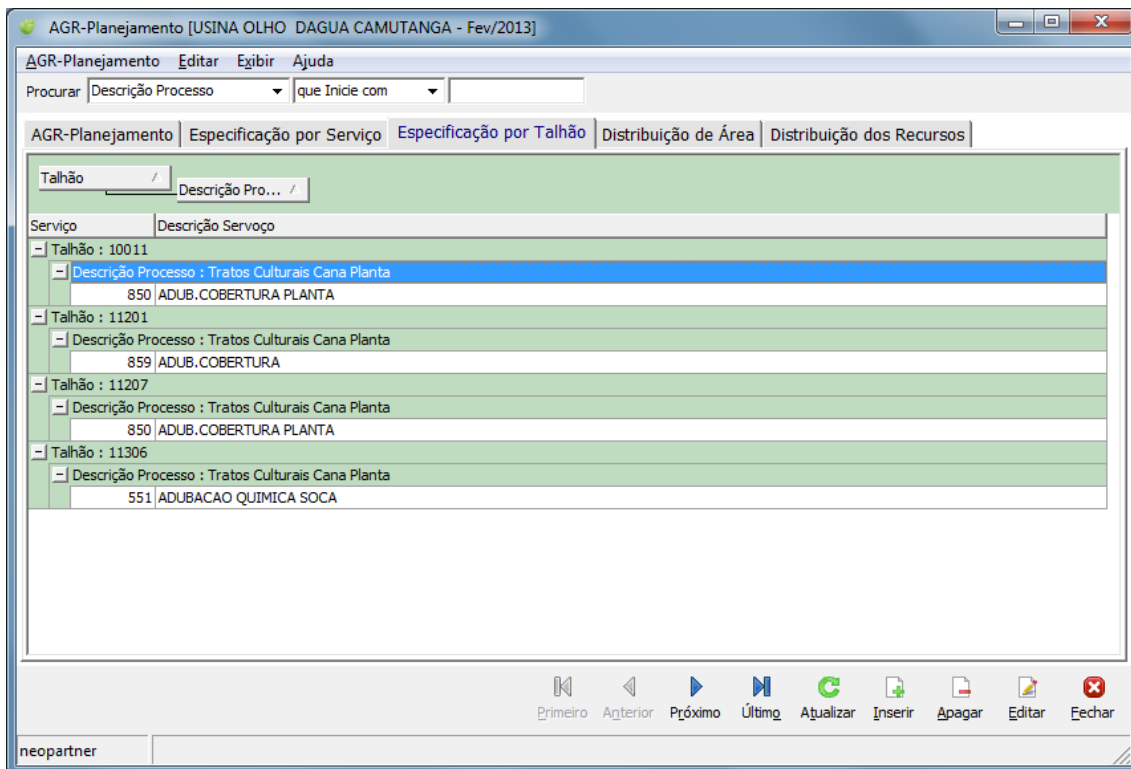 AGR-Planejamento [USINA OLHO DAGUA CAMUTANGA - Fev/2013]
AGR-Planejamento Editar Exibir Ajuda
Procurar Descrição Processo que Inicie com
AGR-Planejamento Especificação por Serviço Especificação por Talhão Distribuição de Área Distribuição dos Recursos
Talhão
Descrição Pro...
Serviço Descrição Servoço
Talhão : 10011
Descrição Processo : Tratos Culturais Cana Planta
850 ADUB.COBERTURA PLANTA
Talhão : 11201
Descrição Processo : Tratos Culturais Cana Planta
859 ADUB.COBERTURA
Talhão : 11207
Descrição Processo : Tratos Culturais Cana Planta
850 ADUB.COBERTURA PLANTA
Talhão : 11306
Descrição Processo : Tratos Culturais Cana Planta
551 ADUBACAO QUIMICA SOCA
Primeiro Anterior Próximo Último Atualizar Inserir Apagar Editar Fechar
neopartner